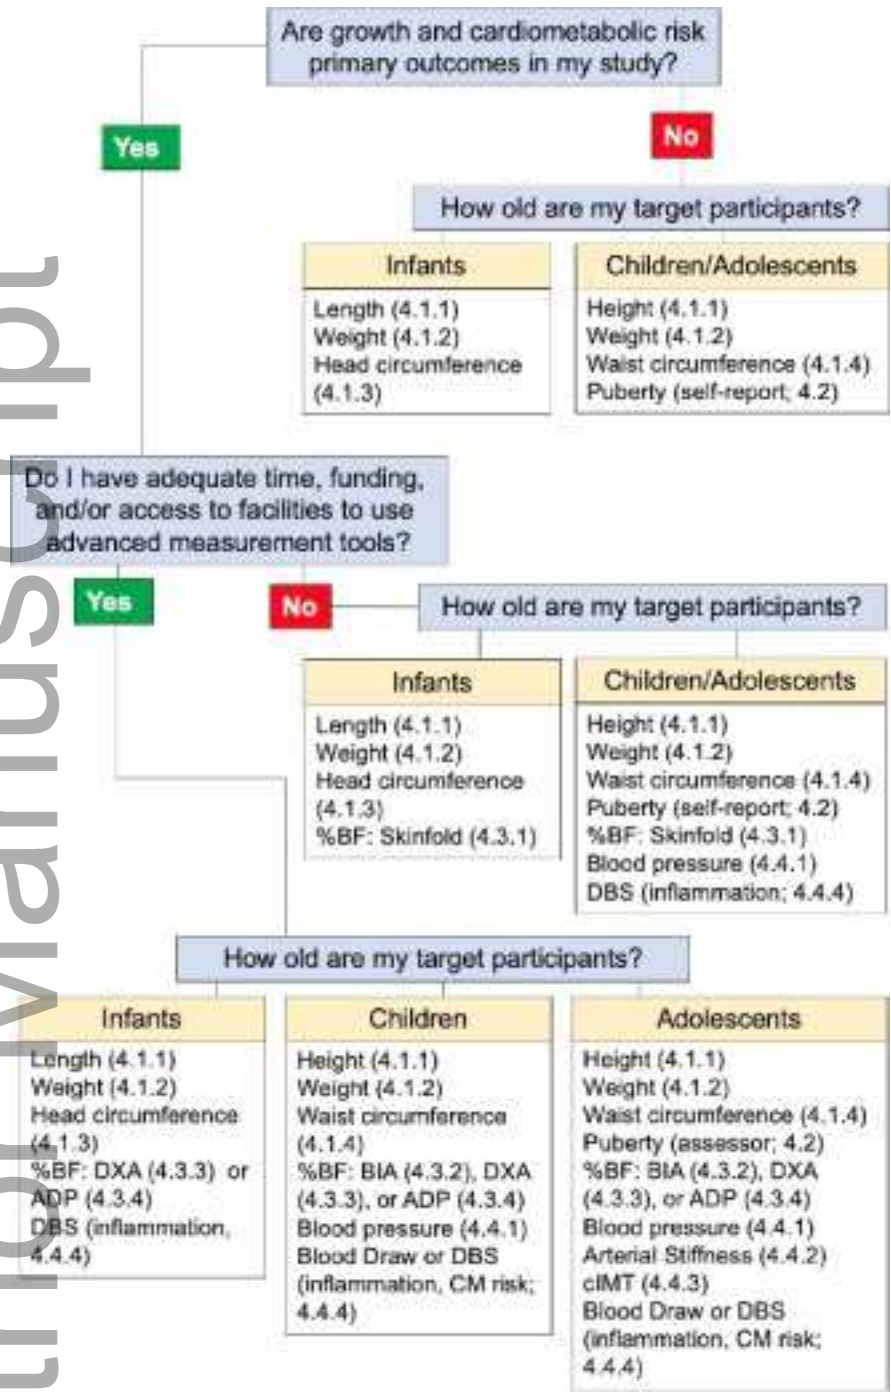 Are growth and cardiometabolic risk
primary outcomes in my study?
Yes
No
How old are my target participants?
Infants
Length (4.1.1)
Weight (4.1.2)
Head circumference
(4.1.3)
Children/Adolescents
Height (4.1.1)
Weight (4.1.2)
Waist circumference (4.1.4)
Puberty (self-report; 4.2)
Do I have adequate time, funding,
and/or access to facilities to use
advanced measurement tools?
Yes
No
How old are my target participants?
Infants
Length (4.1.1)
Weight (4.1.2)
Head circumference
(4.1.3)
%BF: Skinfold (4.3.1)
Children/Adolescents
Height (4.1.1)
Weight (4.1.2)
Waist circumference (4.1.4)
Puberty (self-report; 4.2)
%BF: Skinfold (4.3.1)
Blood pressure (4.4.1)
DBS (inflammation; 4.4.4)
How old are my target participants?
Infants
Length (4.1.1)
Weight (4.1.2)
Head circumference
(4.1.3)
%BF: DXA (4.3.3) or
ADP (4.3.4)
DBS (inflammation,
4.4.4)
Children
Height (4.1.1)
Weight (4.1.2)
Waist circumference
(4.1.4)
%BF: BIA (4.3.2), DXA
(4.3.3), or ADP (4.3.4)
Blood pressure (4.4.1)
Blood Draw or DBS
(inflammation, CM risk;
4.4.4)
Adolescents
Height (4.1.1)
Weight (4.1.2)
Waist circumference (4.1.4)
Puberty (assessor; 4.2)
%BF: BIA (4.3.2), DXA
(4.3.3), or ADP (4.3.4)
Blood pressure (4.4.1)
Arterial Stiffness (4.4.2)
cIMT (4.4.3)
Blood Draw or DBS
(inflammation, CM risk;
4.4.4)